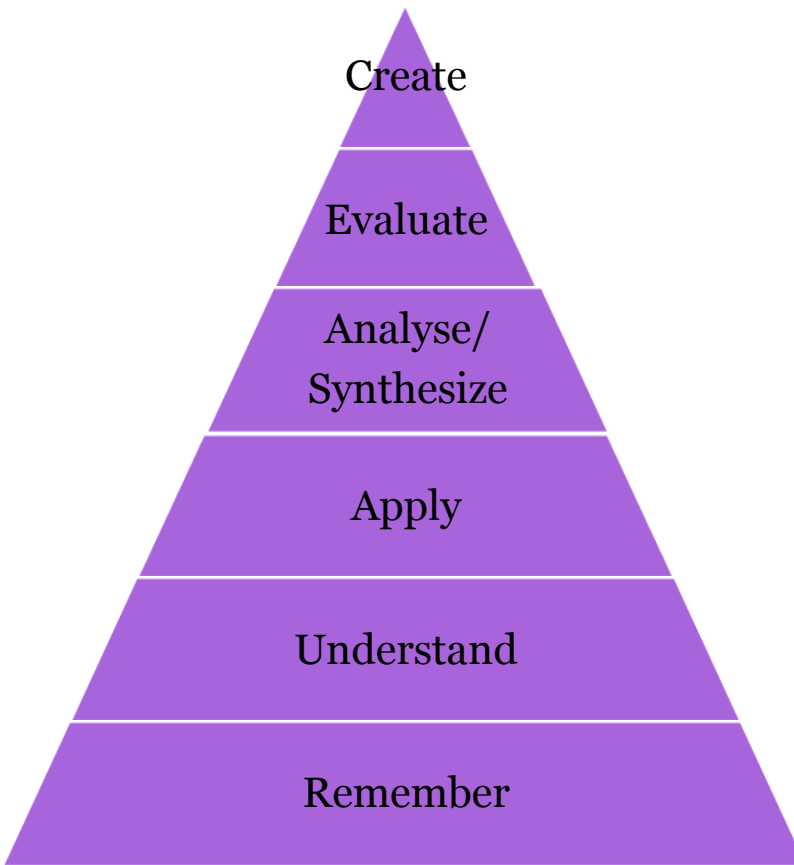 Create
Evaluate
Analyse/
Synthesize
Apply
Understand
Remember